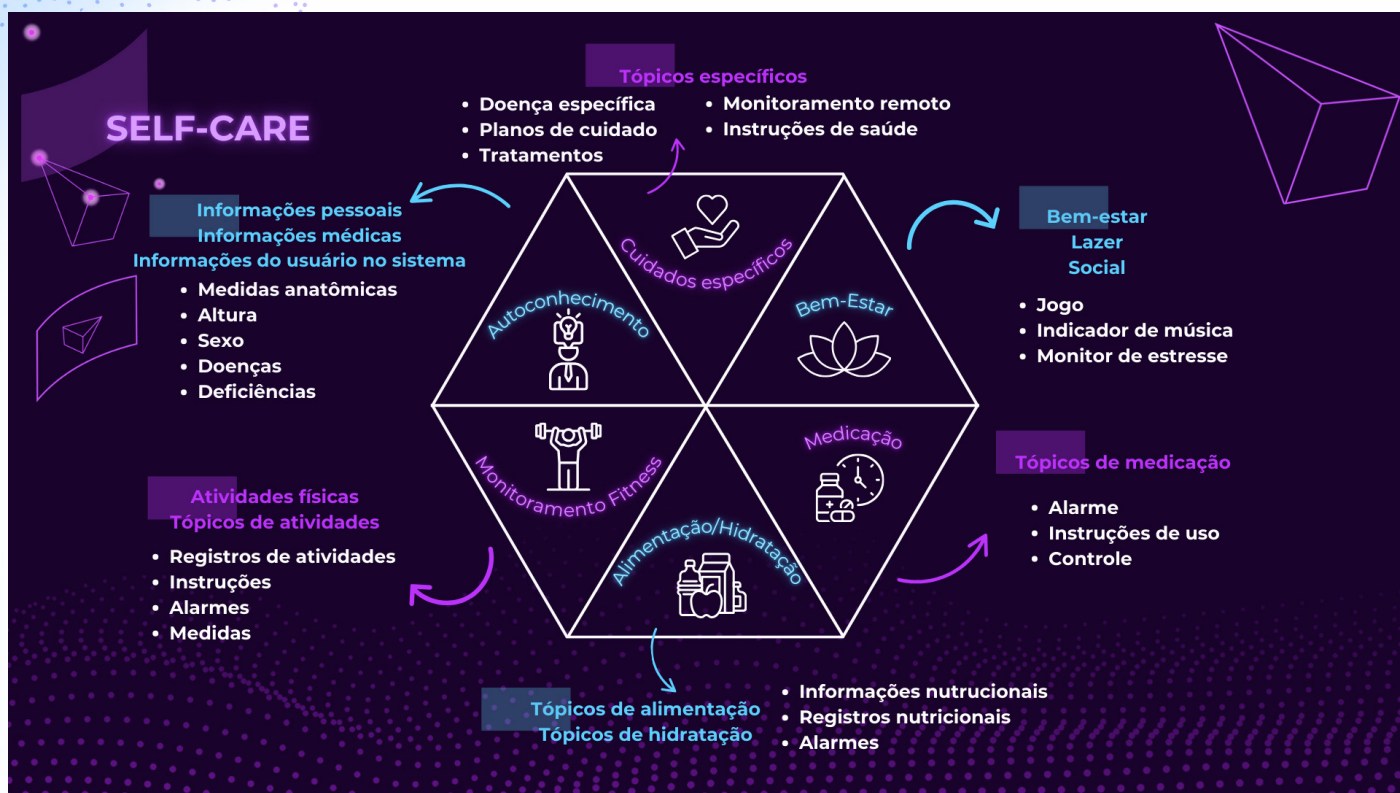 SELF-CARE
Tópicos específicos
• Doença específica
• Planos de cuidado
• Tratamentos
• Monitoramento remoto
• Instruções de saúde
Informações pessoais
Informações médicas
Informações do usuário no sistema
• Medidas anatômicas
• Altura
• Sexo
• Doenças
• Deficiências
Cuidados específicos
Autoconhecimento
Bem-Estar
Bem-estar
Lazer
Social
• Jogo
• Indicador de música
• Monitor de estresse
Monitoramento Fitness
Alimentação/Hidratação
Medicação
Tópicos de medicação
• Alarme
• Instruções de uso
• Controle
Atividades físicas
Tópicos de atividades
• Registros de atividades
• Instruções
• Alarmes
• Medidas
Tópicos de alimentação
Tópicos de hidratação
• Informações nutrucionais
• Registros nutricionais
• Alarmes